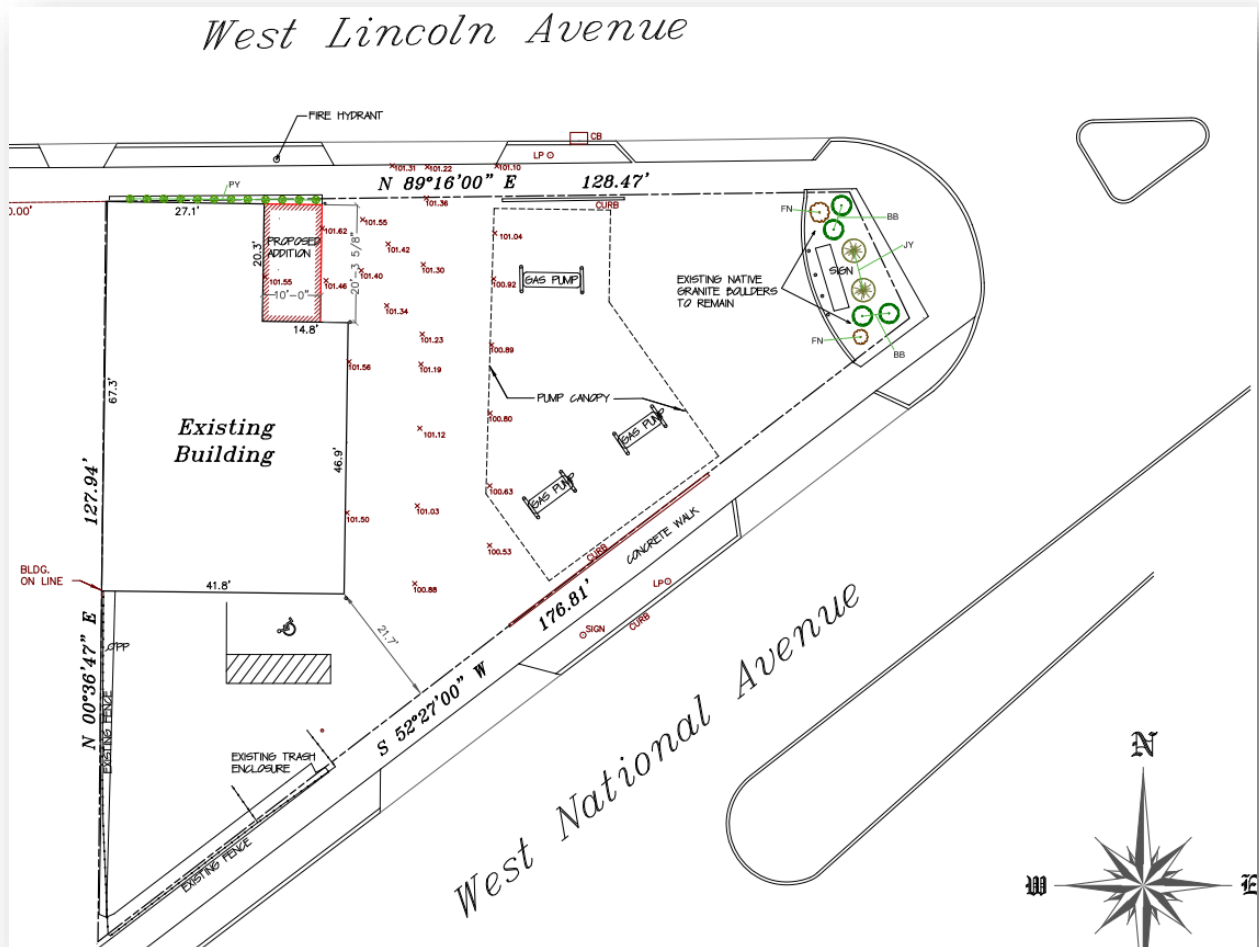 West Lincoln Avenue
FIRE HYDRANT
CB
LP
101.31
101.22
101.10
N 89°16'00" E
128.47'
PY
0.00'
27.1'
101.36
CURB
101.55
101.62
PROPOSED
ADDITION
20.3'
20'-3 5/8"
101.42
101.04
101.55
101.46
101.40
101.30
10'-0"
100.92
GAS PUMP
FN
BB
JY
SIGN
EXISTING NATIVE
GRANITE BOULDERS
TO REMAIN
101.34
14.8'
101.23
100.89
FN
BB
101.56
101.19
67.3'
PUMP CANOPY
100.80
GAS PUMP
Existing
Building
101.12
46.9'
127.94'
100.63
GAS PUMP
101.50
101.03
CONCRETE WALK
100.53
CURB
BLDG.
ON LINE
41.8'
100.88
LP
176.81'
21.7'
SIGN
CURB
N 00°36'47" E
OPP
EXISTING FENCE
S 52°27'00" W
EXISTING TRASH
ENCLOSURE
EXISTING FENCE
West National Avenue
N
W
E